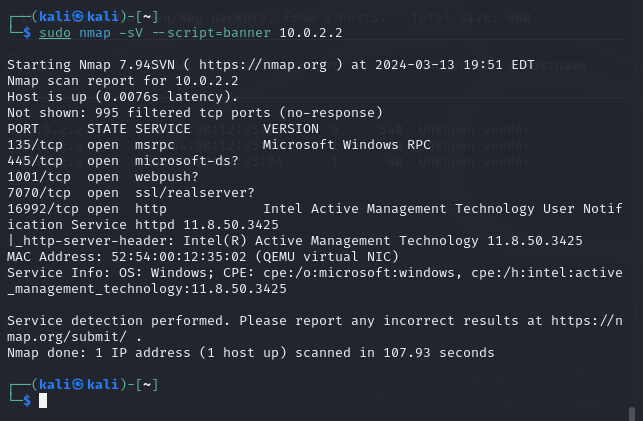 ┌──(kali㉿kali)-[~]
└─$ sudo nmap -sV --script=banner 10.0.2.2
Starting Nmap 7.94SVN ( https://nmap.org ) at 2024-03-13 19:51 EDT
Nmap scan report for 10.0.2.2
Host is up (0.0076s latency).
Not shown: 995 filtered tcp ports (no-response)
PORT      STATE SERVICE         VERSION
135/tcp   open  msrpc           Microsoft Windows RPC
445/tcp   open  microsoft-ds?
1001/tcp  open  webpush?
7070/tcp  open  ssl/realserver?
16992/tcp open  http            Intel Active Management Technology User Notif
ication Service httpd 11.8.50.3425
|_http-server-header: Intel(R) Active Management Technology 11.8.50.3425
MAC Address: 52:54:00:12:35:02 (QEMU virtual NIC)
Service Info: OS: Windows; CPE: cpe:/o:microsoft:windows, cpe:/h:intel:active
_management_technology:11.8.50.3425
Service detection performed. Please report any incorrect results at https://n
map.org/submit/ .
Nmap done: 1 IP address (1 host up) scanned in 107.93 seconds
┌──(kali㉿kali)-[~]
└─$